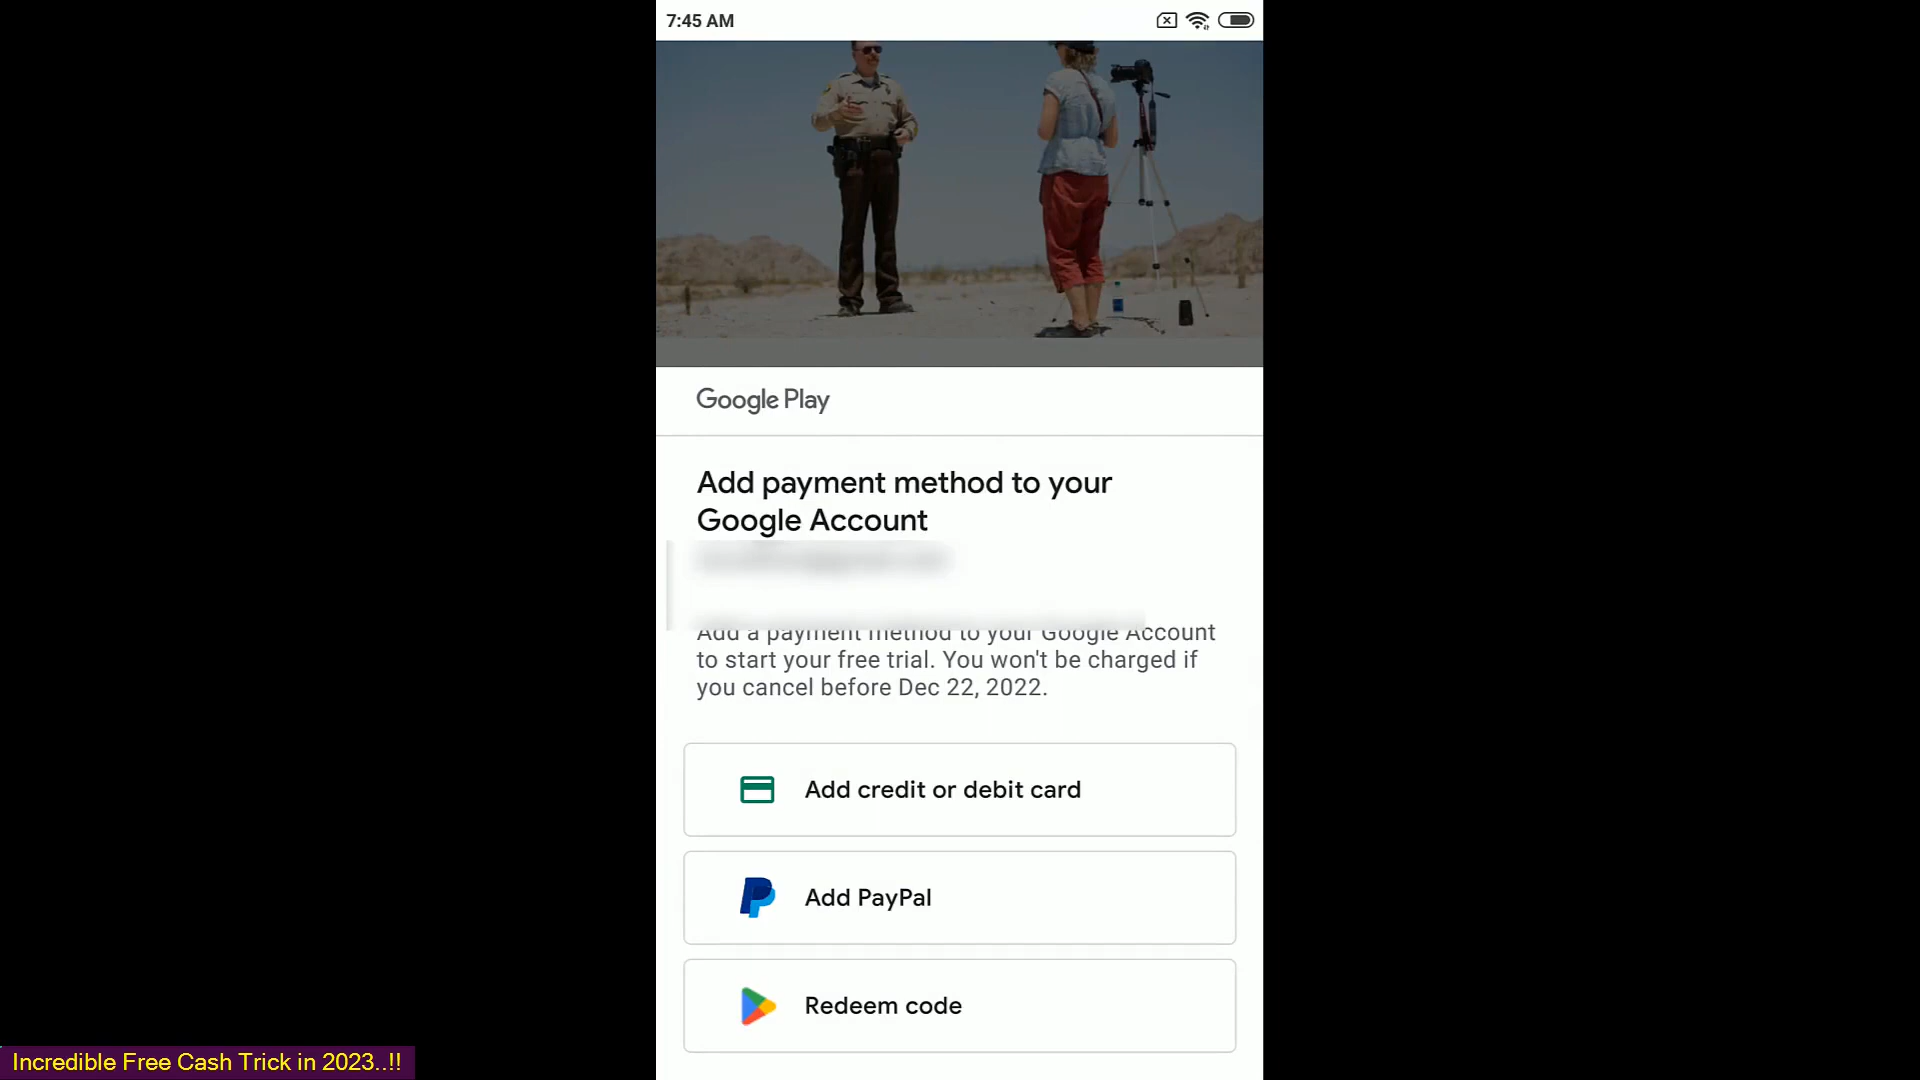 7:45 AM
Google Play
Add payment method to your
Google Account
Add a payment method to your Google Account
to start your free trial. You won't be charged if
you cancel before Dec 22, 2022.
Add credit or debit card
Add PayPal
Redeem code
Incredible Free Cash Trick in 2023..!!